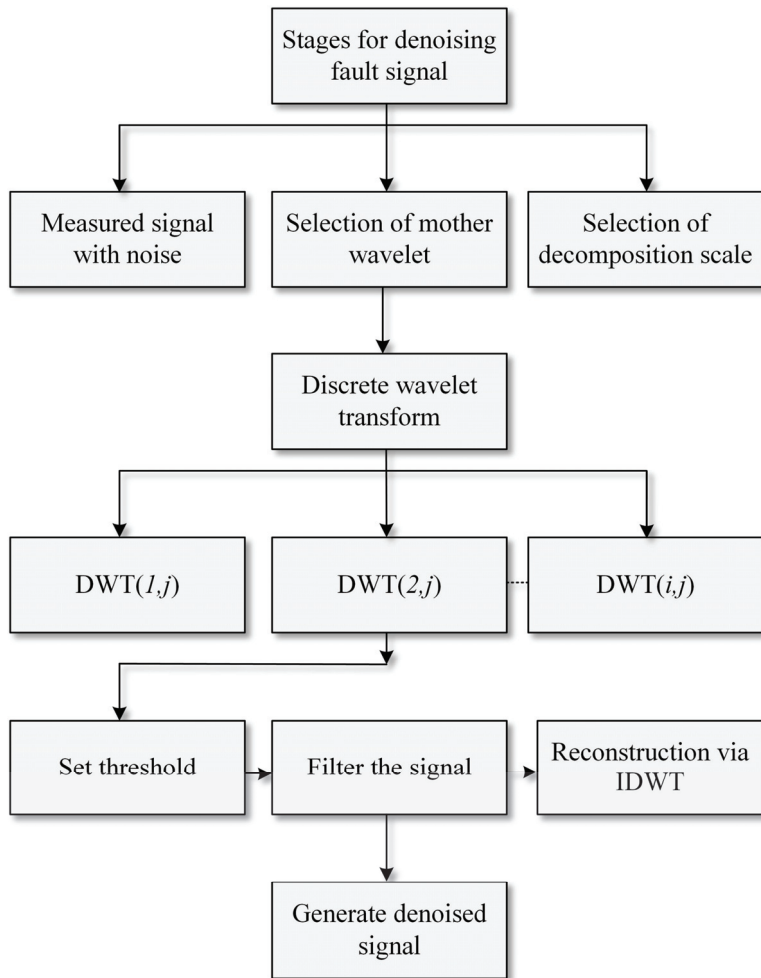 Stages for denoising
fault signal
Measured signal
with noise
Selection of mother
wavelet
Selection of
decomposition scale
Discrete wavelet
transform
DWT(1,j)
DWT(2,j)
DWT(i,j)
Set threshold
Filter the signal
Reconstruction via
IDWT
Generate denoised
signal